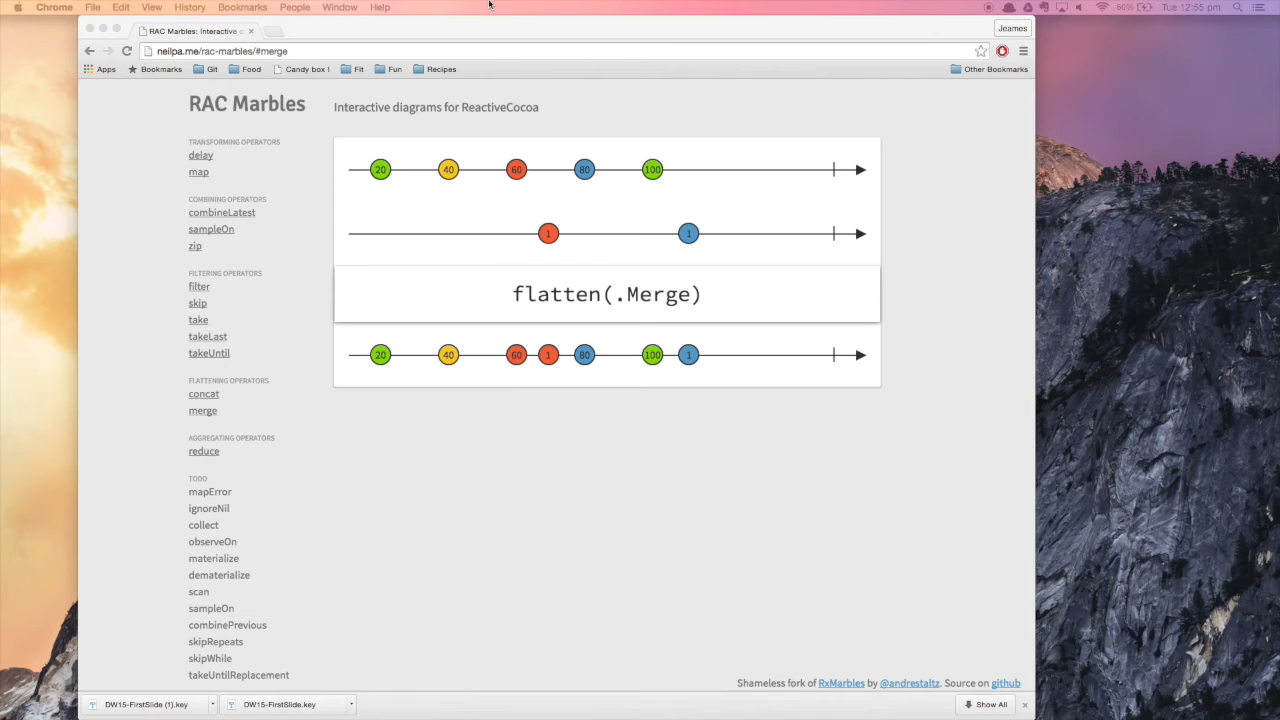 Chrome File Edit View History Bookmarks People Window Help 60% Tue 12:55 pm
RAC Marbles: Interactive d
Jeames
neilpa.me/rac-marbles/#merge
Apps Bookmarks Git Food Candy box ! Fit Fun Recipes Other Bookmarks
RAC Marbles
Interactive diagrams for ReactiveCocoa
TRANSFORMING OPERATORS
delay
map
COMBINING OPERATORS
combineLatest
sampleOn
zip
FILTERING OPERATORS
filter
skip
take
takeLast
takeUntil
FLATTENING OPERATORS
concat
merge
AGGREGATING OPERATORS
reduce
TODO
mapError
ignoreNil
collect
observeOn
materialize
dematerialize
scan
sampleOn
combinePrevious
skipRepeats
skipWhile
takeUntilReplacement
20 40 60 80 100
1 1
flatten(.Merge)
20 40 60 1 80 100 1
Shameless fork of RxMarbles by @andrestaltz. Source on github
DW15-FirstSlide (1).key DW15-FirstSlide.key Show All